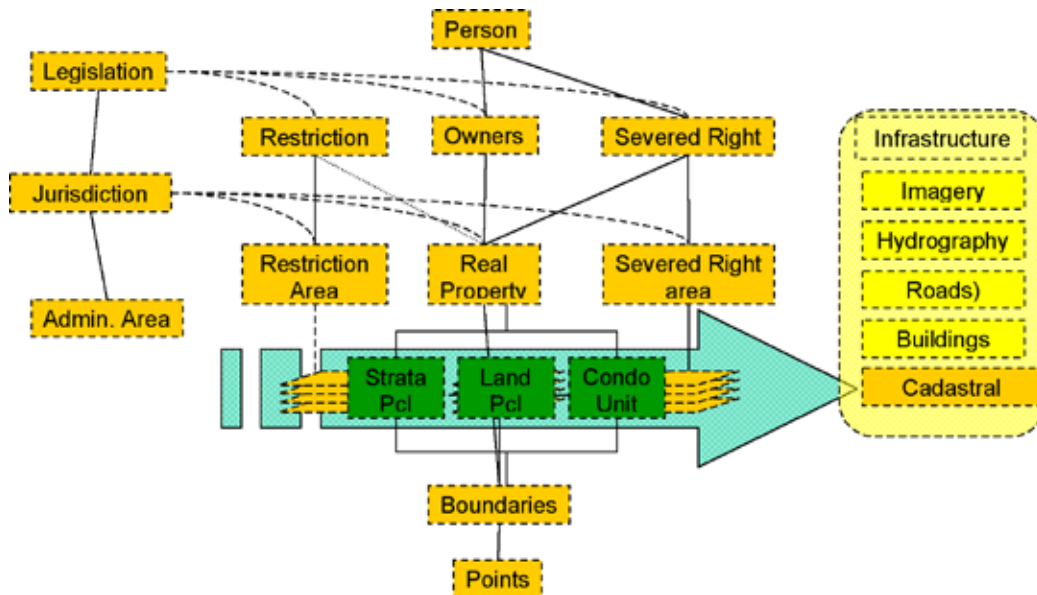 Person
Legislation
Restriction
Owners
Severed Right
Infrastructure
Jurisdiction
Imagery
Restriction
Area
Real
Property
Severed Right
area
Hydrography
Admin. Area
Roads)
Buildings
Strata
Pcl
Land
Pcl
Condo
Unit
Cadastral
Boundaries
Points